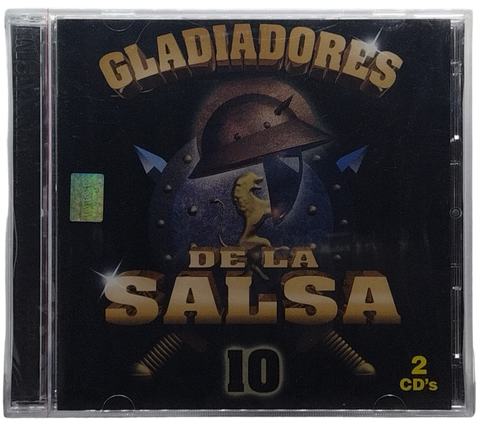 GLADIADORES
DE LA
SALSA
10
2
CD's